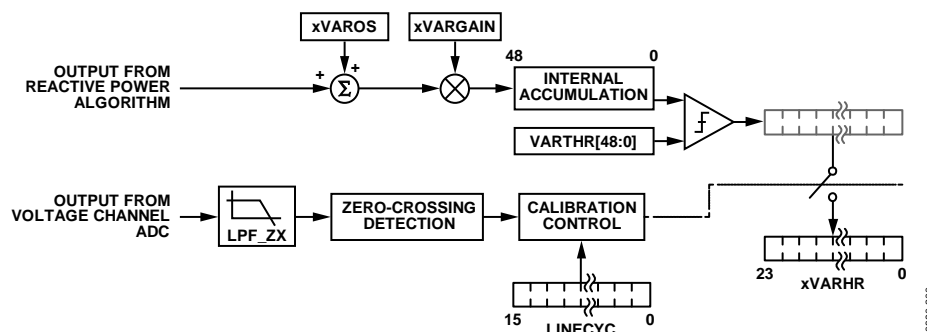 xVAROS
xVARGAIN
OUTPUT FROM
REACTIVE POWER
ALGORITHM
+
+
Σ
48
0
INTERNAL
ACCUMULATION
VARTHR[48:0]
OUTPUT FROM
VOLTAGE CHANNEL
ADC
LPF_ZX
ZERO-CROSSING
DETECTION
CALIBRATION
CONTROL
23
0
xVARHR
15
0
LINECYC